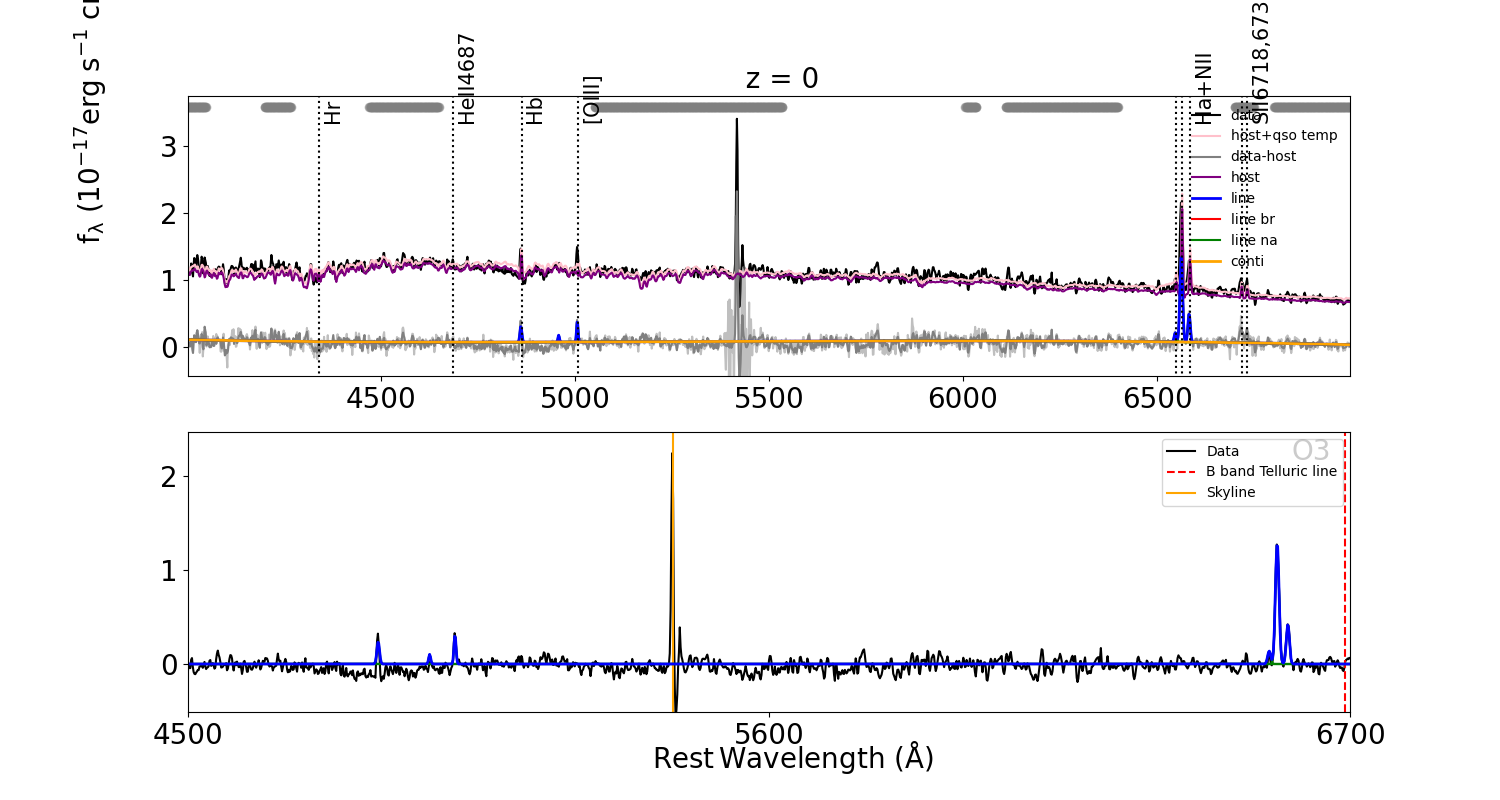 z = 0
f_λ (10^−17 erg s^−1
Hr
HeII4687
Hb
[OIII]
Ha+NII
SII6718,673
data
host+qso temp
data-host
host
line
line br
line na
conti
3
2
1
0
4500 5000 5500 6000 6500
O3
Data
B band Telluric line
Skyline
2
1
0
4500 5600 6700
Rest Wavelength (Å)